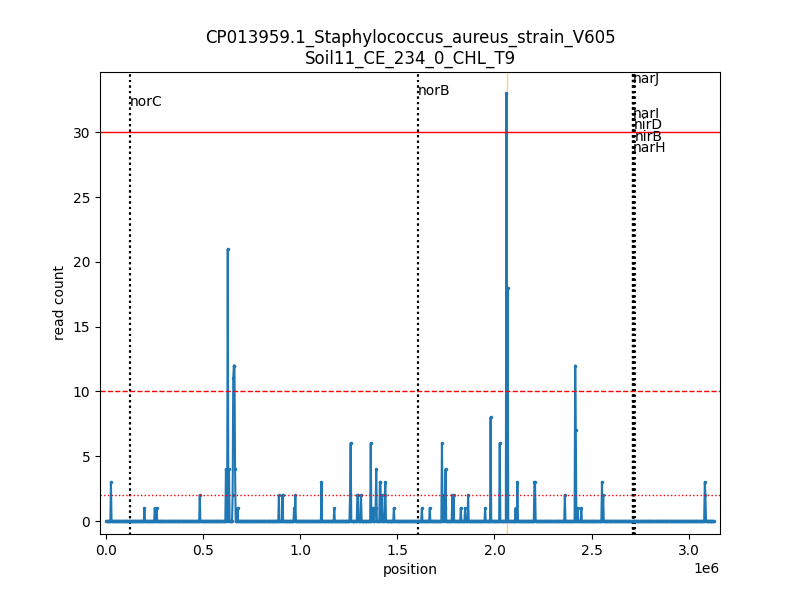 CP013959.1_Staphylococcus_aureus_strain_V605
Soil11_CE_234_0_CHL_T9
narJ
norB
norC
narI
nirD
nirB
narH
30
25
20
15
10
5
0
read count
0.0 0.5 1.0 1.5 2.0 2.5 3.0
1e6
position